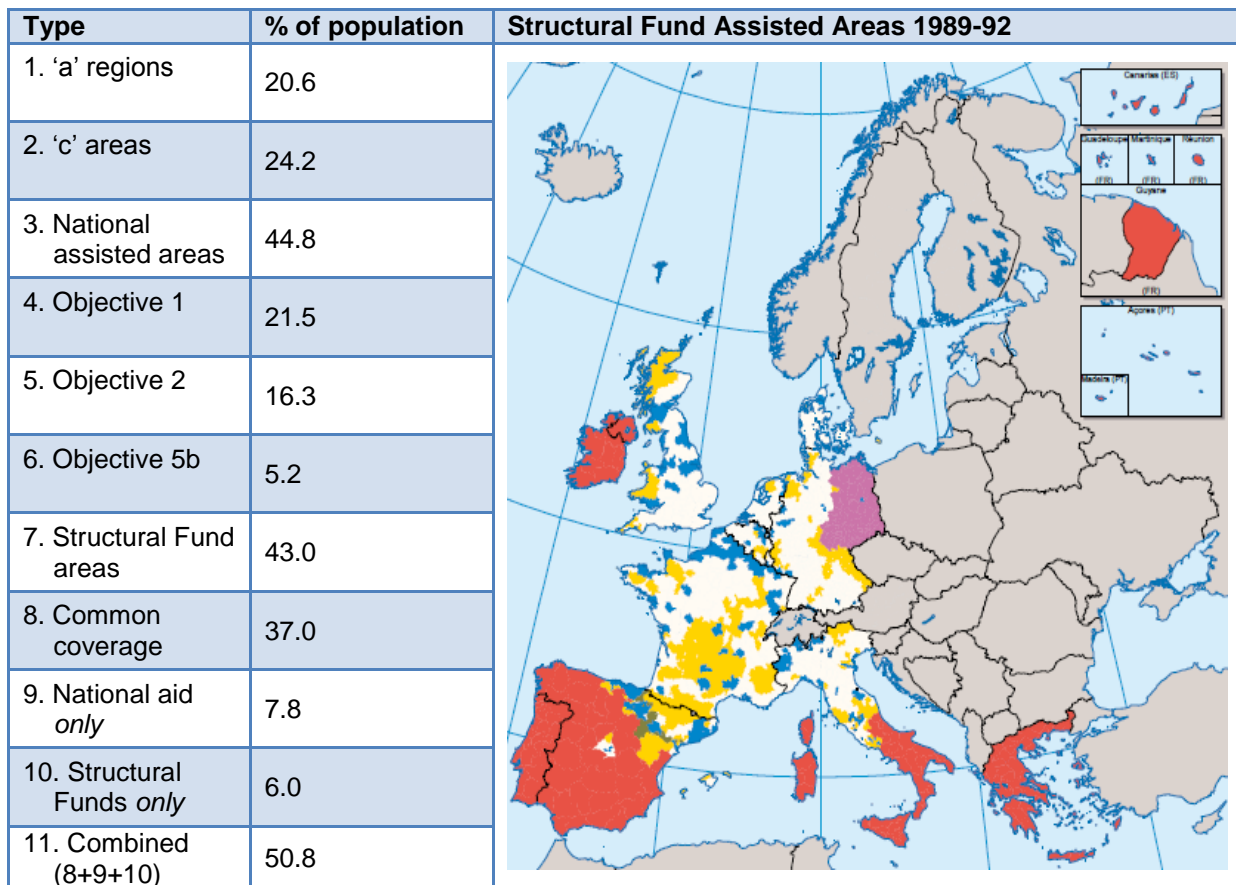 Type % of population Structural Fund Assisted Areas 1989-92
1. ‘a’ regions 20.6
2. ‘c’ areas 24.2
3. National
assisted areas 44.8
4. Objective 1 21.5
5. Objective 2 16.3
6. Objective 5b 5.2
7. Structural Fund
areas 43.0
8. Common
coverage 37.0
9. National aid
only 7.8
10. Structural
Funds only 6.0
11. Combined
(8+9+10) 50.8
Canarias (ES)
Guadeloupe Martinique Réunion
(FR) (FR) (FR)
Guyane
(FR)
Açores (PT)
Madeira (PT)